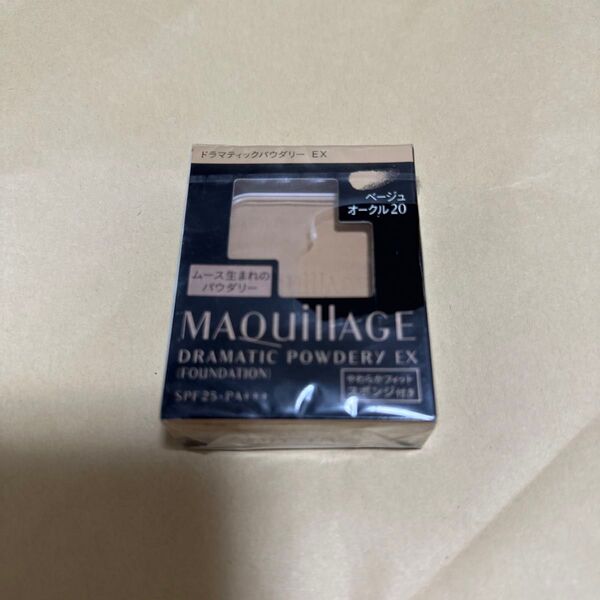 ドラマティックパウダリー EX
ベージュ
オークル20
ムース生まれの
パウダリー
MAQuillAGE
DRAMATIC POWDERY EX
(FOUNDATION)
SPF25・PA+++
やわらかフィット
スポンジ付き